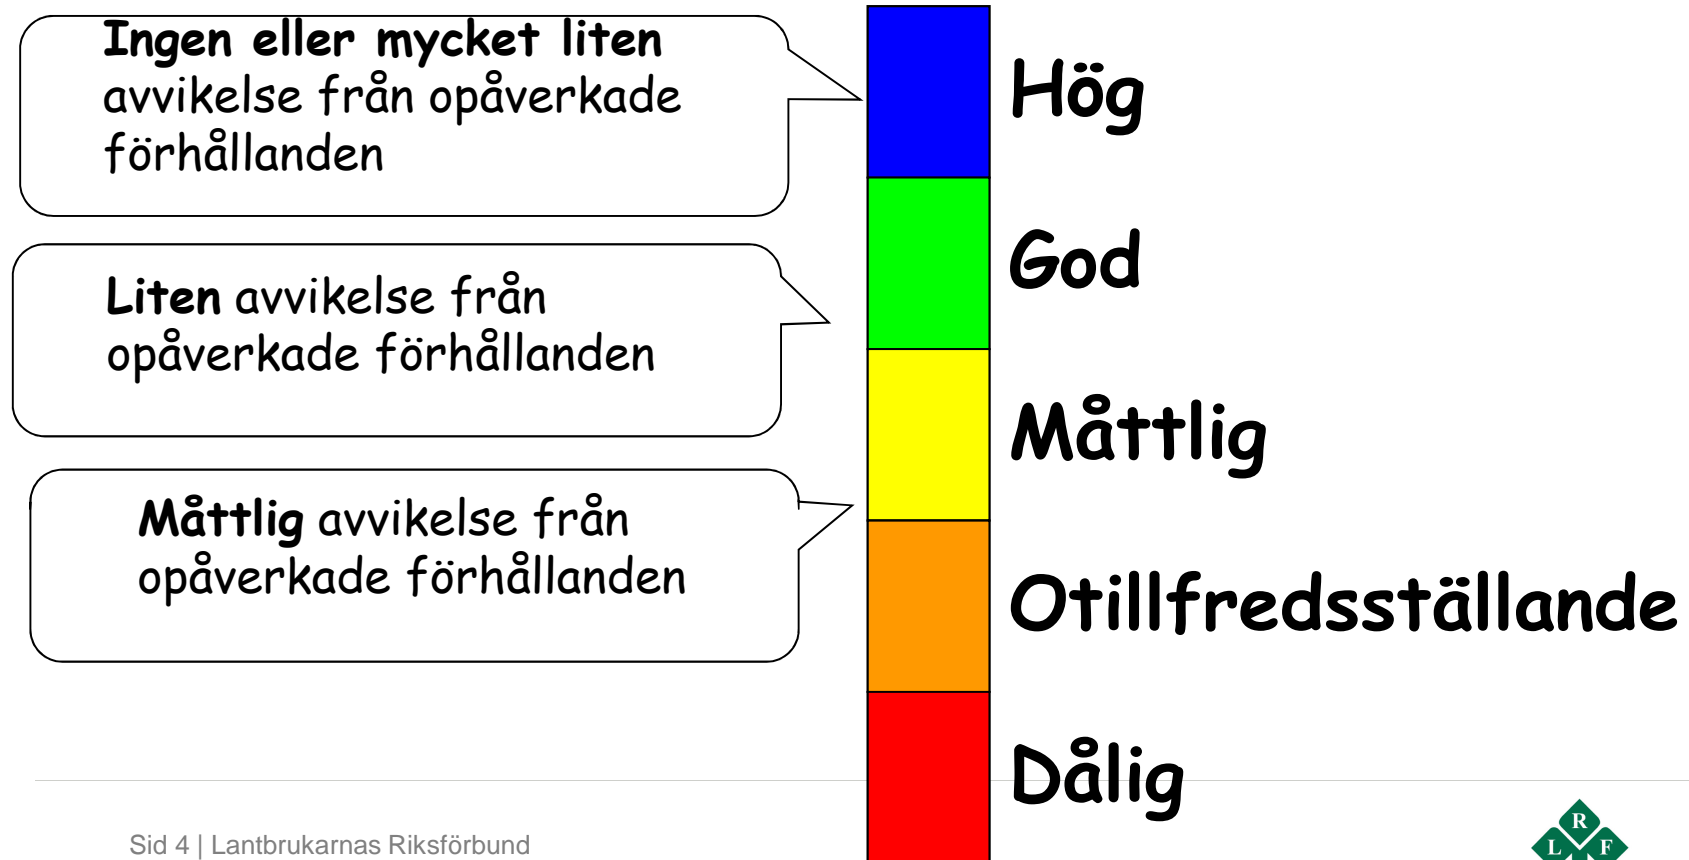 Ingen eller mycket liten
avvikelse från opåverkade
förhållanden
Hög
Liten avvikelse från
opåverkade förhållanden
God
Måttlig
Måttlig avvikelse från
opåverkade förhållanden
Otillfredsställande
Dålig
Sid 4 | Lantbrukarnas Riksförbund
R
L F